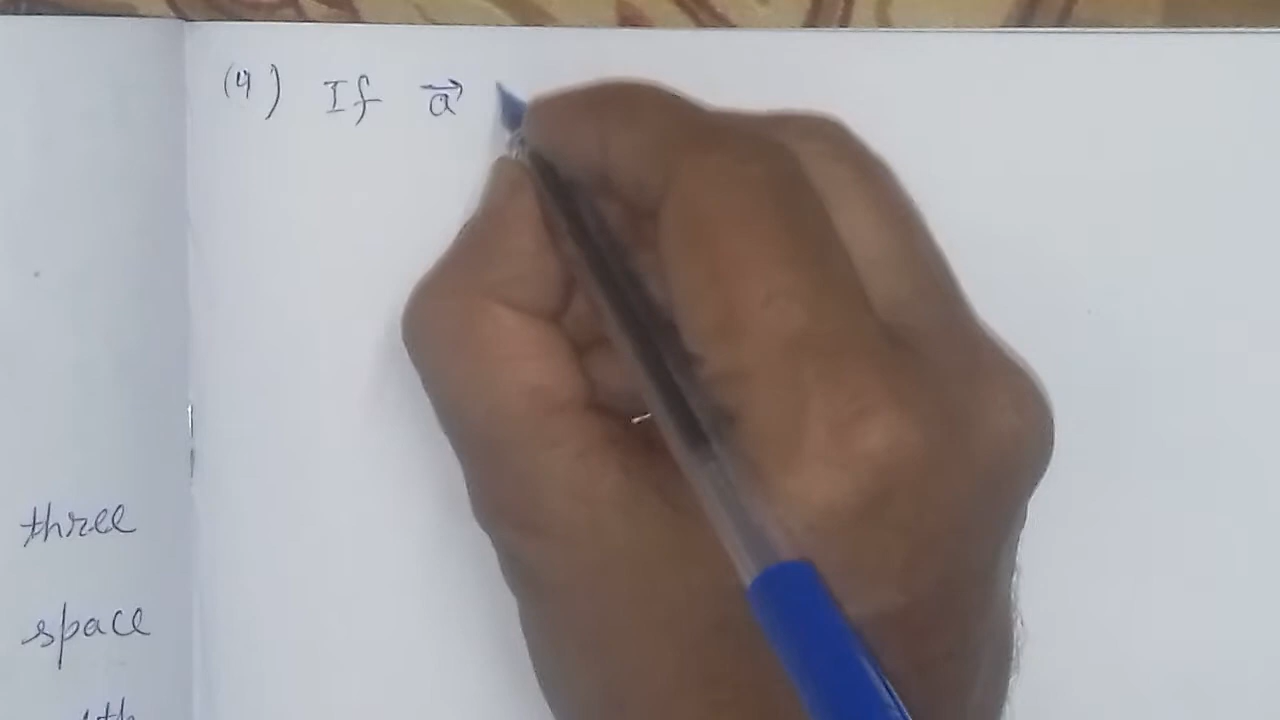 (4) If a⃗
three
space